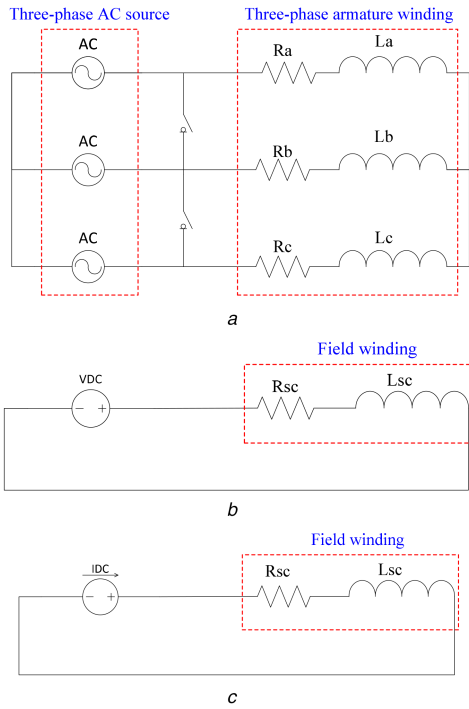 Three-phase AC source
Three-phase armature winding
AC
Ra
La
AC
Rb
Lb
AC
Rc
Lc
a
Field winding
VDC
Rsc
Lsc
− +
b
Field winding
IDC
Rsc
Lsc
− +
c